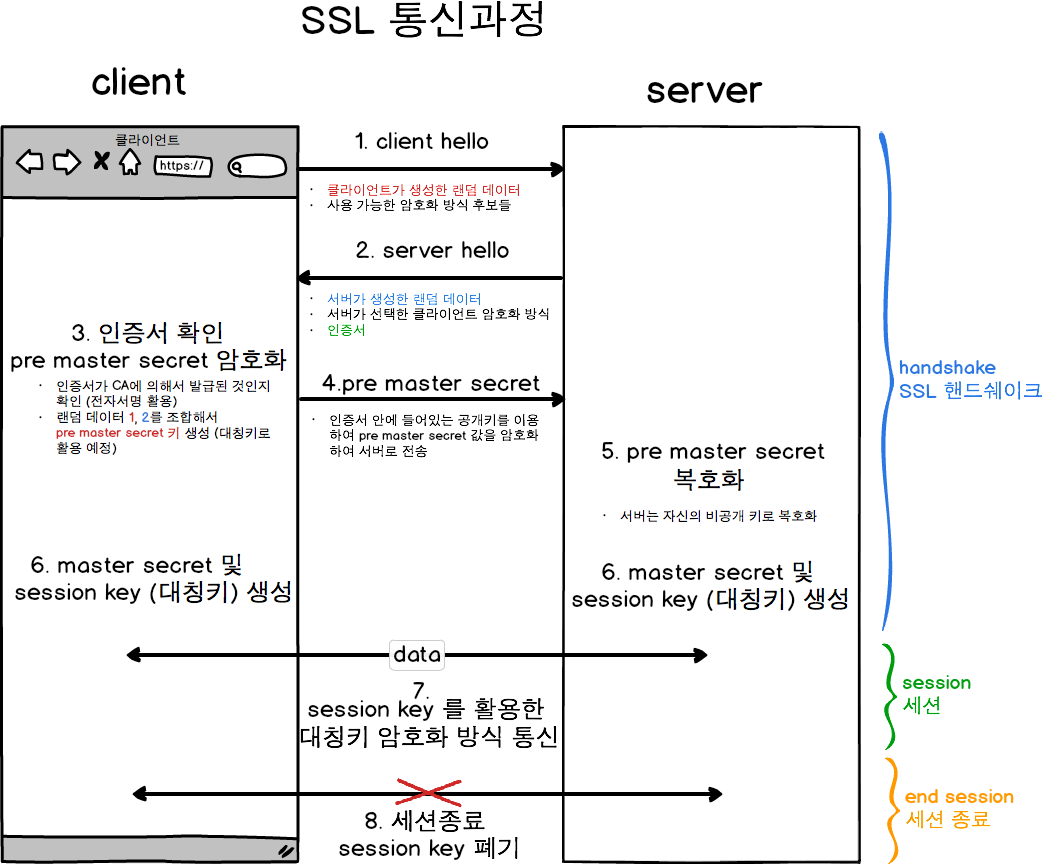 SSL 통신과정
client
server
클라이언트
https://
1. client hello
· 클라이언트가 생성한 랜덤 데이터
· 사용 가능한 암호화 방식 후보들
2. server hello
· 서버가 생성한 랜덤 데이터
· 서버가 선택한 클라이언트 암호화 방식
· 인증서
3. 인증서 확인
pre master secret 암호화
· 인증서가 CA에 의해서 발급된 것인지
확인 (전자서명 활용)
· 랜덤 데이터 1, 2를 조합해서
pre master secret 키 생성 (대칭키로
활용 예정)
4.pre master secret
· 인증서 안에 들어있는 공개키를 이용
하여 pre master secret 값을 암호화
하여 서버로 전송
5. pre master secret
복호화
· 서버는 자신의 비공개 키로 복호화
6. master secret 및
session key (대칭키) 생성
6. master secret 및
session key (대칭키) 생성
data
7.
session key 를 활용한
대칭키 암호화 방식 통신
8. 세션종료
session key 폐기
handshake
SSL 핸드쉐이크
session
세션
end session
세션 종료